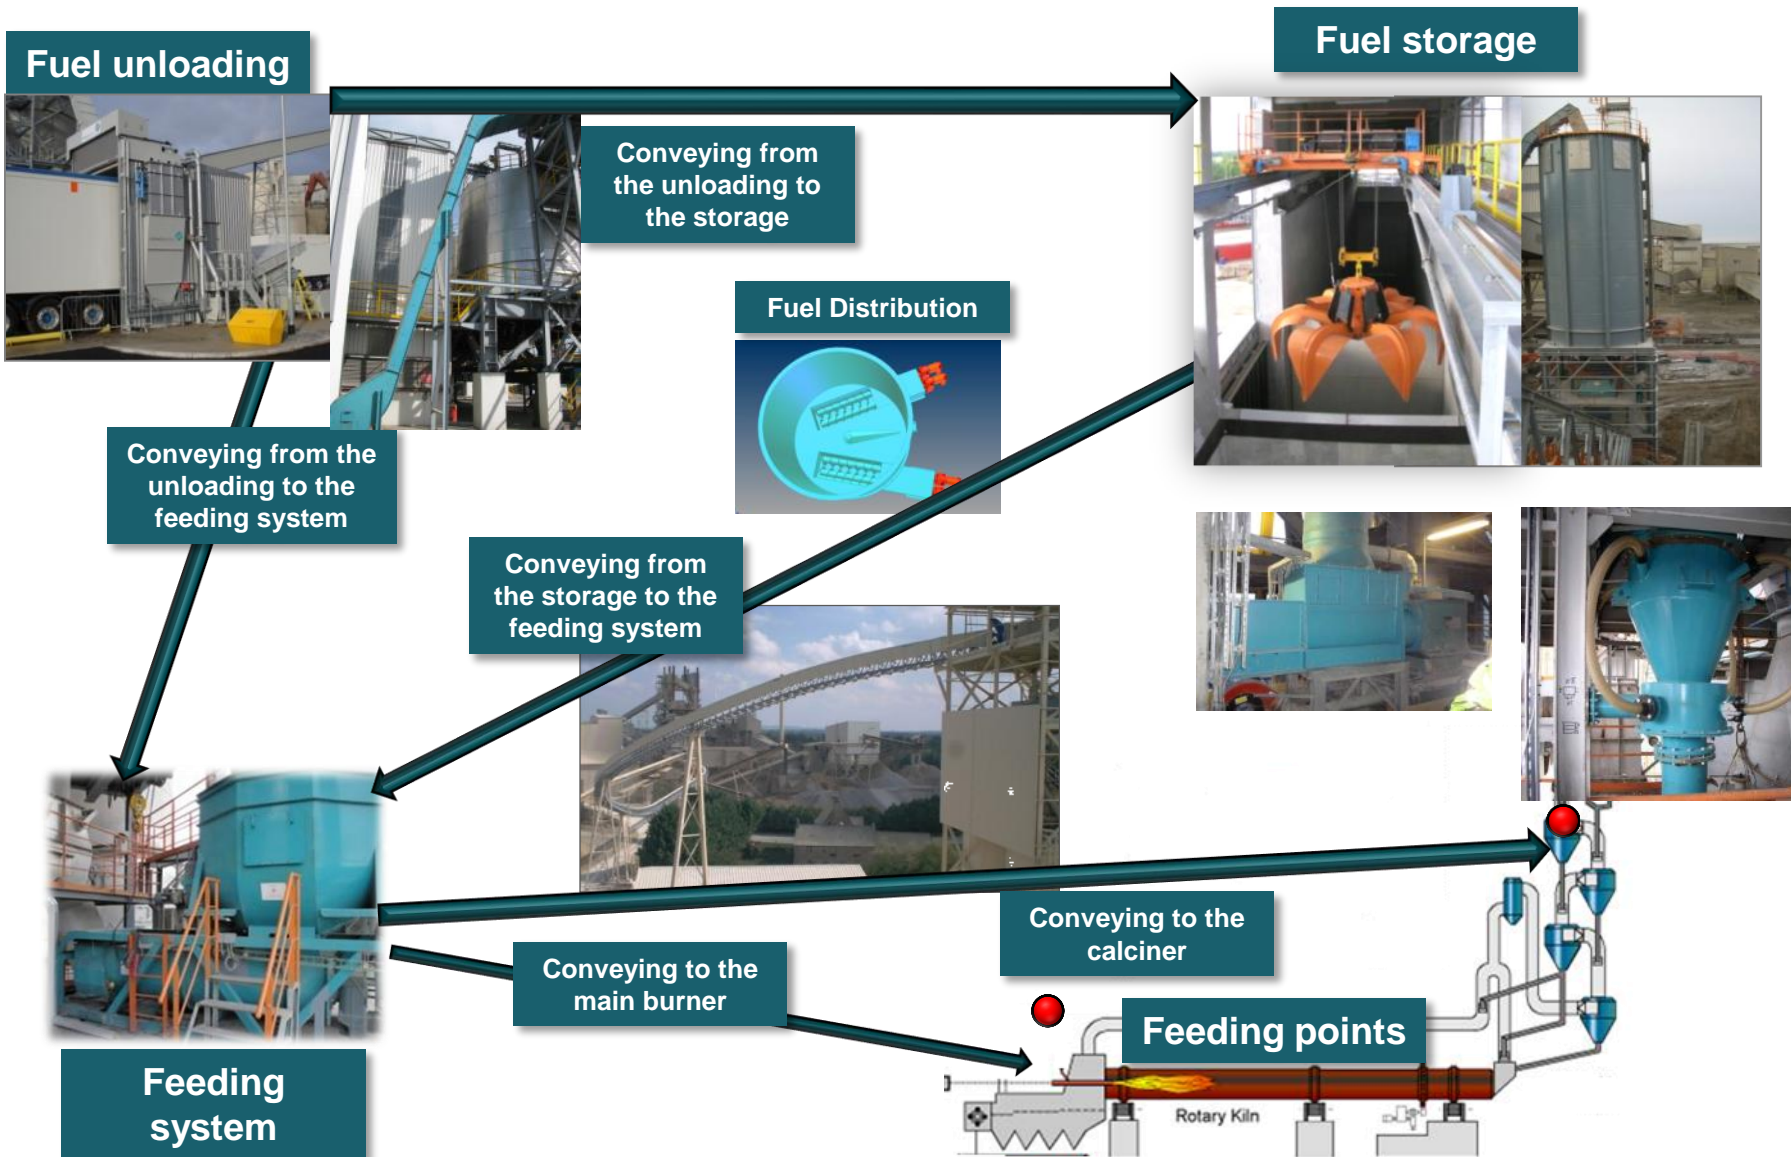 Fuel unloading
Fuel storage
Conveying from
the unloading to
the storage
Fuel Distribution
Conveying from the
unloading to the
feeding system
Conveying from
the storage to the
feeding system
Conveying to the
calciner
Conveying to the
main burner
Feeding points
Feeding
system
Rotary Kiln